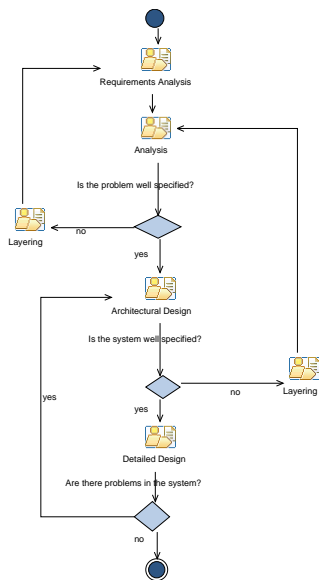 Requirements Analysis
Analysis
Is the problem well specified?
no
Layering
yes
Architectural Design
Is the system well specified?
no
Layering
yes
yes
Detailed Design
Are there problems in the system?
no